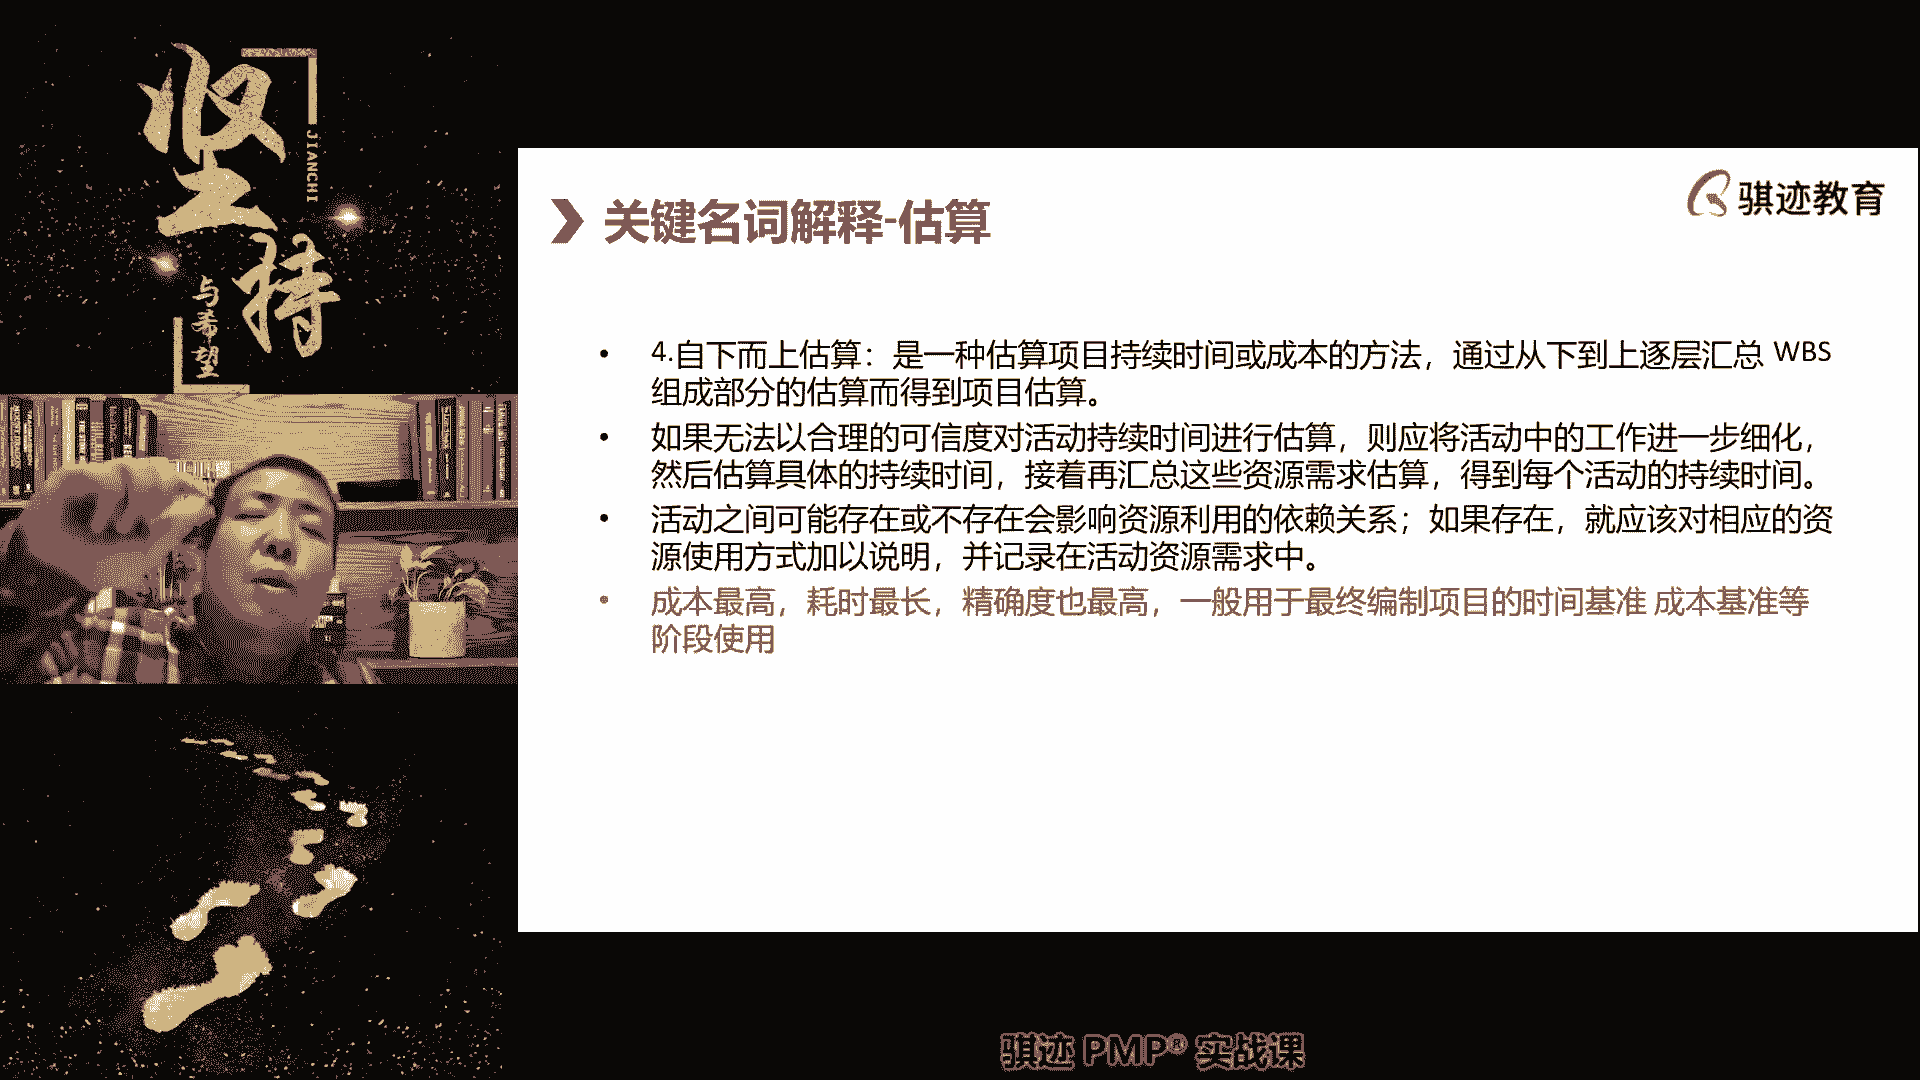 坚持
JIANCHI
与希望
骐迹教育
关键名词解释-估算
• 4.自下而上估算：是一种估算项目持续时间或成本的方法，通过从下到上逐层汇总 WBS
组成部分的估算而得到项目估算。
• 如果无法以合理的可信度对活动持续时间进行估算，则应将活动中的工作进一步细化，
然后估算具体的持续时间，接着再汇总这些资源需求估算，得到每个活动的持续时间。
• 活动之间可能存在或不存在会影响资源利用的依赖关系；如果存在，就应该对相应的资
源使用方式加以说明，并记录在活动资源需求中。
• 成本最高，耗时最长，精确度也最高，一般用于最终编制项目的时间基准 成本基准等
阶段使用
骐迹 PMP® 实战课